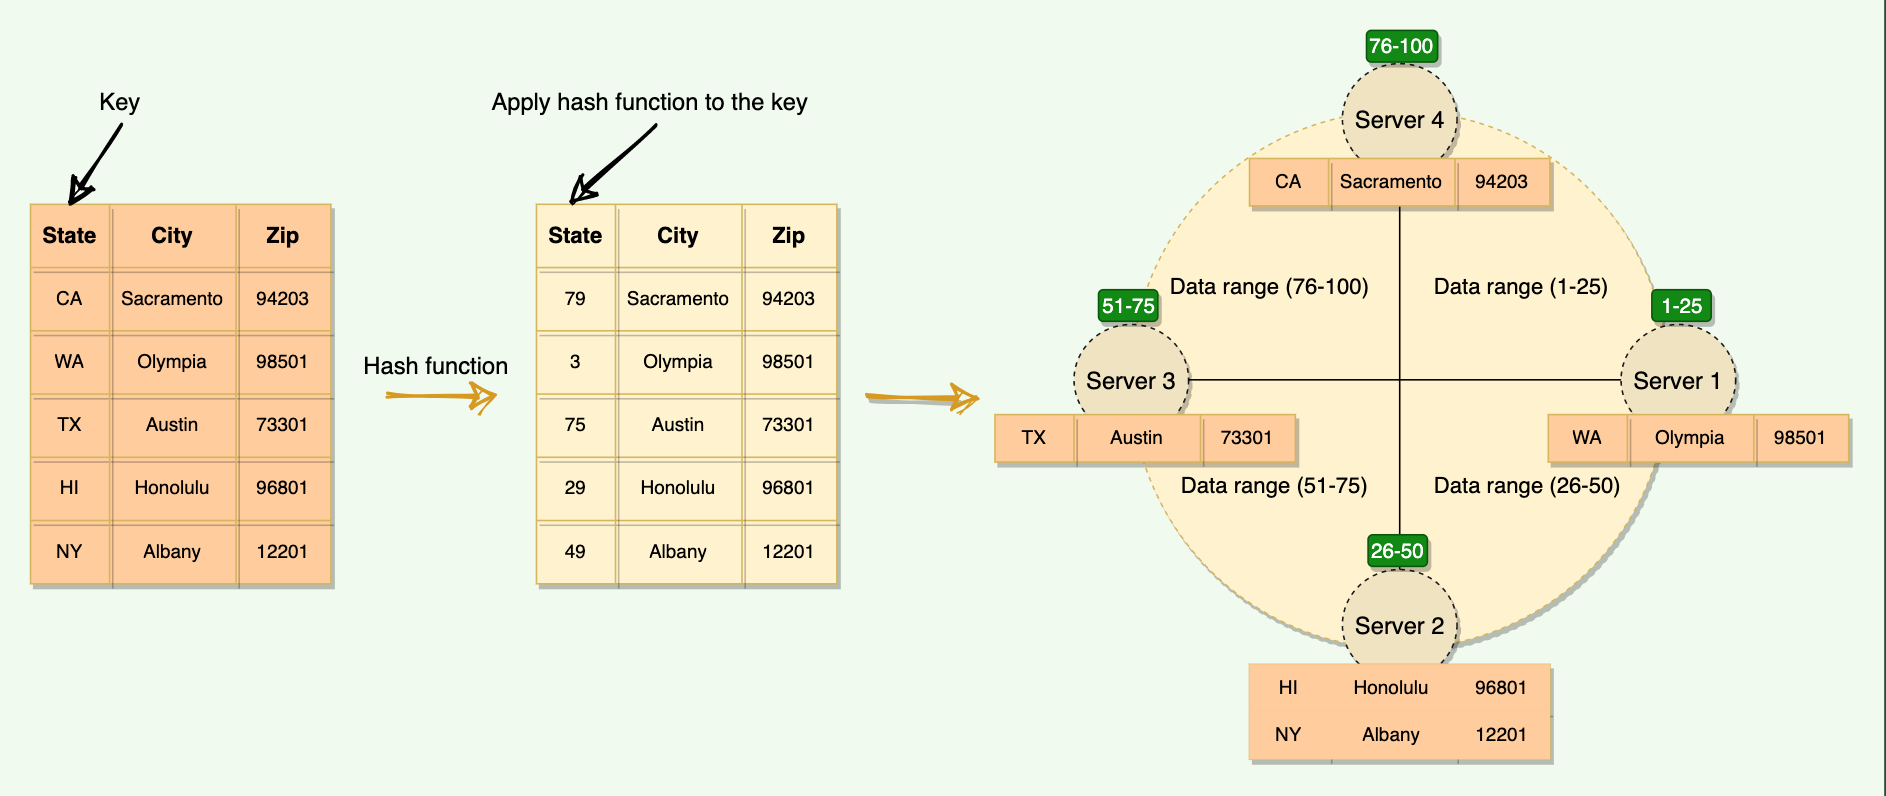 Key
State City Zip
CA Sacramento 94203
WA Olympia 98501
TX Austin 73301
HI Honolulu 96801
NY Albany 12201
Hash function
Apply hash function to the key
State City Zip
79 Sacramento 94203
3 Olympia 98501
75 Austin 73301
29 Honolulu 96801
49 Albany 12201
76-100
Server 4
CA Sacramento 94203
Data range (76-100)
Data range (1-25)
51-75
Server 3
TX Austin 73301
1-25
Server 1
WA Olympia 98501
Data range (51-75)
Data range (26-50)
26-50
Server 2
HI Honolulu 96801
NY Albany 12201